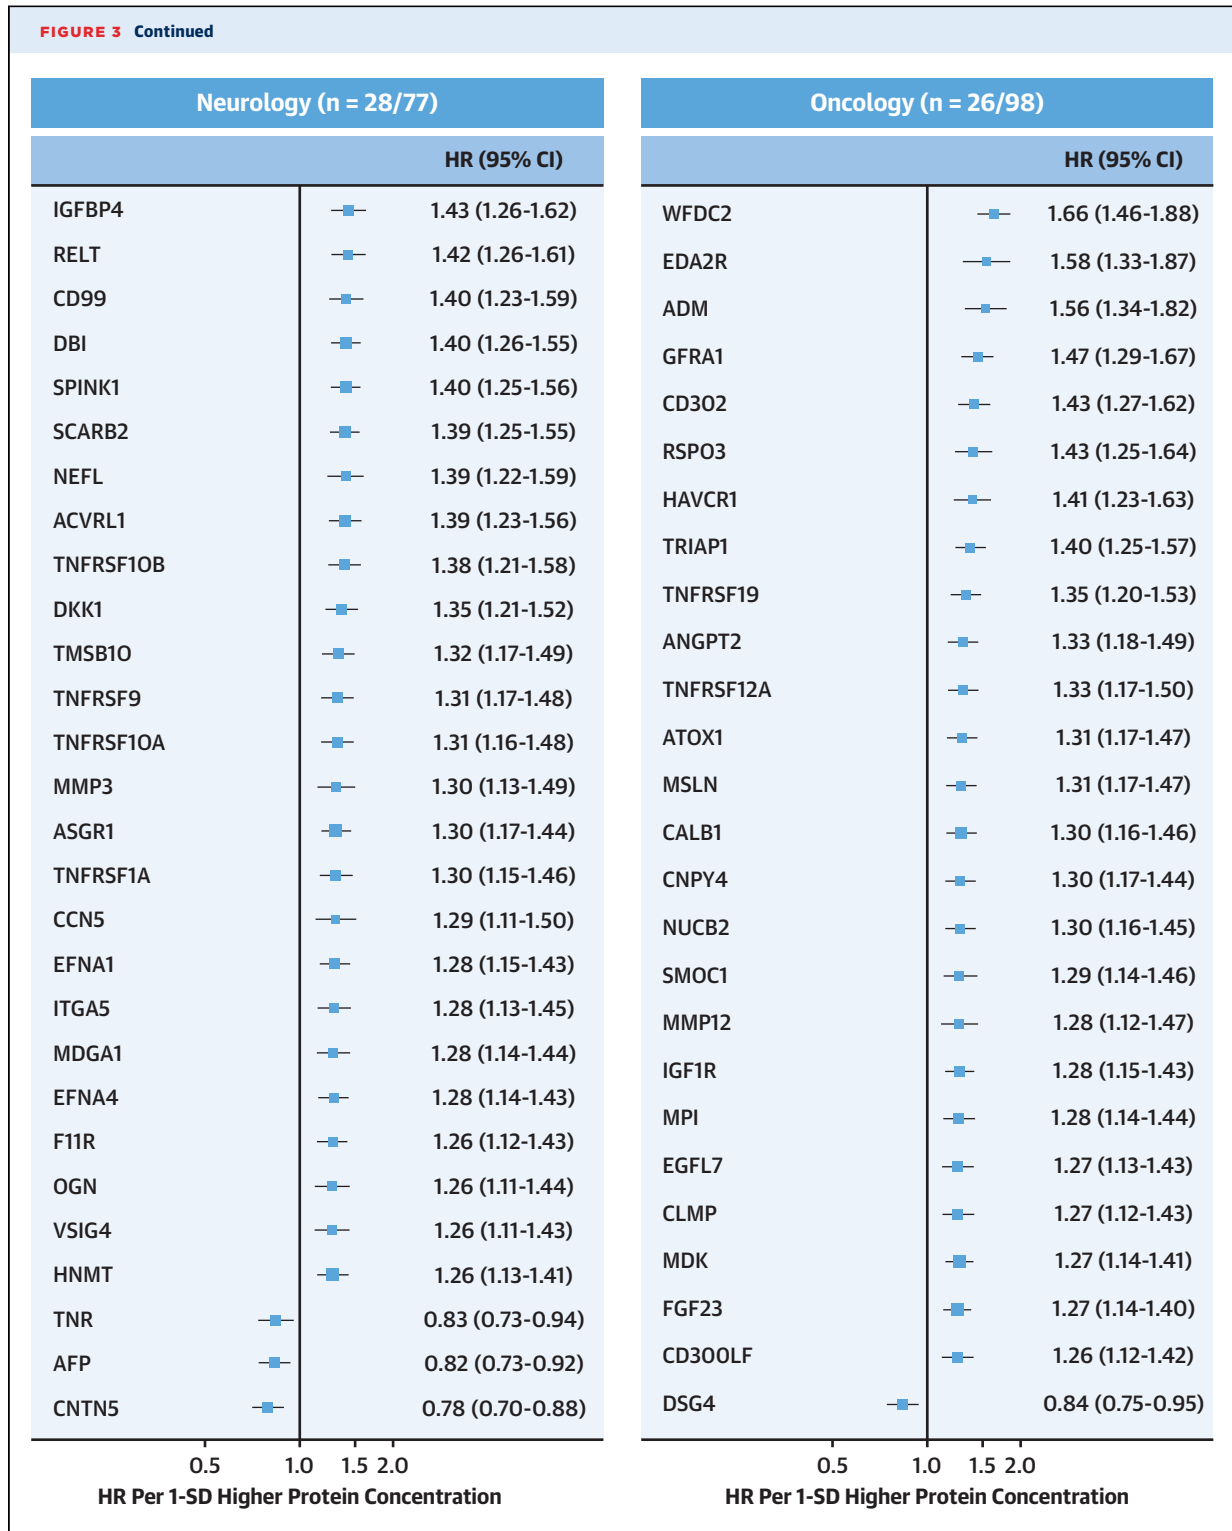 FIGURE 3 Continued
Neurology (n = 28/77)
HR (95% CI)
IGFBP4 1.43 (1.26-1.62)
RELT 1.42 (1.26-1.61)
CD99 1.40 (1.23-1.59)
DBI 1.40 (1.26-1.55)
SPINK1 1.40 (1.25-1.56)
SCARB2 1.39 (1.25-1.55)
NEFL 1.39 (1.22-1.59)
ACVRL1 1.39 (1.23-1.56)
TNFRSF10B 1.38 (1.21-1.58)
DKK1 1.35 (1.21-1.52)
TMSB10 1.32 (1.17-1.49)
TNFRSF9 1.31 (1.17-1.48)
TNFRSF10A 1.31 (1.16-1.48)
MMP3 1.30 (1.13-1.49)
ASGR1 1.30 (1.17-1.44)
TNFRSF1A 1.30 (1.15-1.46)
CCN5 1.29 (1.11-1.50)
EFNA1 1.28 (1.15-1.43)
ITGA5 1.28 (1.13-1.45)
MDGA1 1.28 (1.14-1.44)
EFNA4 1.28 (1.14-1.43)
F11R 1.26 (1.12-1.43)
OGN 1.26 (1.11-1.44)
VSIG4 1.26 (1.11-1.43)
HNMT 1.26 (1.13-1.41)
TNR 0.83 (0.73-0.94)
AFP 0.82 (0.73-0.92)
CNTN5 0.78 (0.70-0.88)
0.5 1.0 1.5 2.0
HR Per 1-SD Higher Protein Concentration
Oncology (n = 26/98)
HR (95% CI)
WFDC2 1.66 (1.46-1.88)
EDA2R 1.58 (1.33-1.87)
ADM 1.56 (1.34-1.82)
GFRA1 1.47 (1.29-1.67)
CD302 1.43 (1.27-1.62)
RSPO3 1.43 (1.25-1.64)
HAVCR1 1.41 (1.23-1.63)
TRIAP1 1.40 (1.25-1.57)
TNFRSF19 1.35 (1.20-1.53)
ANGPT2 1.33 (1.18-1.49)
TNFRSF12A 1.33 (1.17-1.50)
ATOX1 1.31 (1.17-1.47)
MSLN 1.31 (1.17-1.47)
CALB1 1.30 (1.16-1.46)
CNPY4 1.30 (1.17-1.44)
NUCB2 1.30 (1.16-1.45)
SMOC1 1.29 (1.14-1.46)
MMP12 1.28 (1.12-1.47)
IGF1R 1.28 (1.15-1.43)
MPI 1.28 (1.14-1.44)
EGFL7 1.27 (1.13-1.43)
CLMP 1.27 (1.12-1.43)
MDK 1.27 (1.14-1.41)
FGF23 1.27 (1.14-1.40)
CD300LF 1.26 (1.12-1.42)
DSG4 0.84 (0.75-0.95)
0.5 1.0 1.5 2.0
HR Per 1-SD Higher Protein Concentration